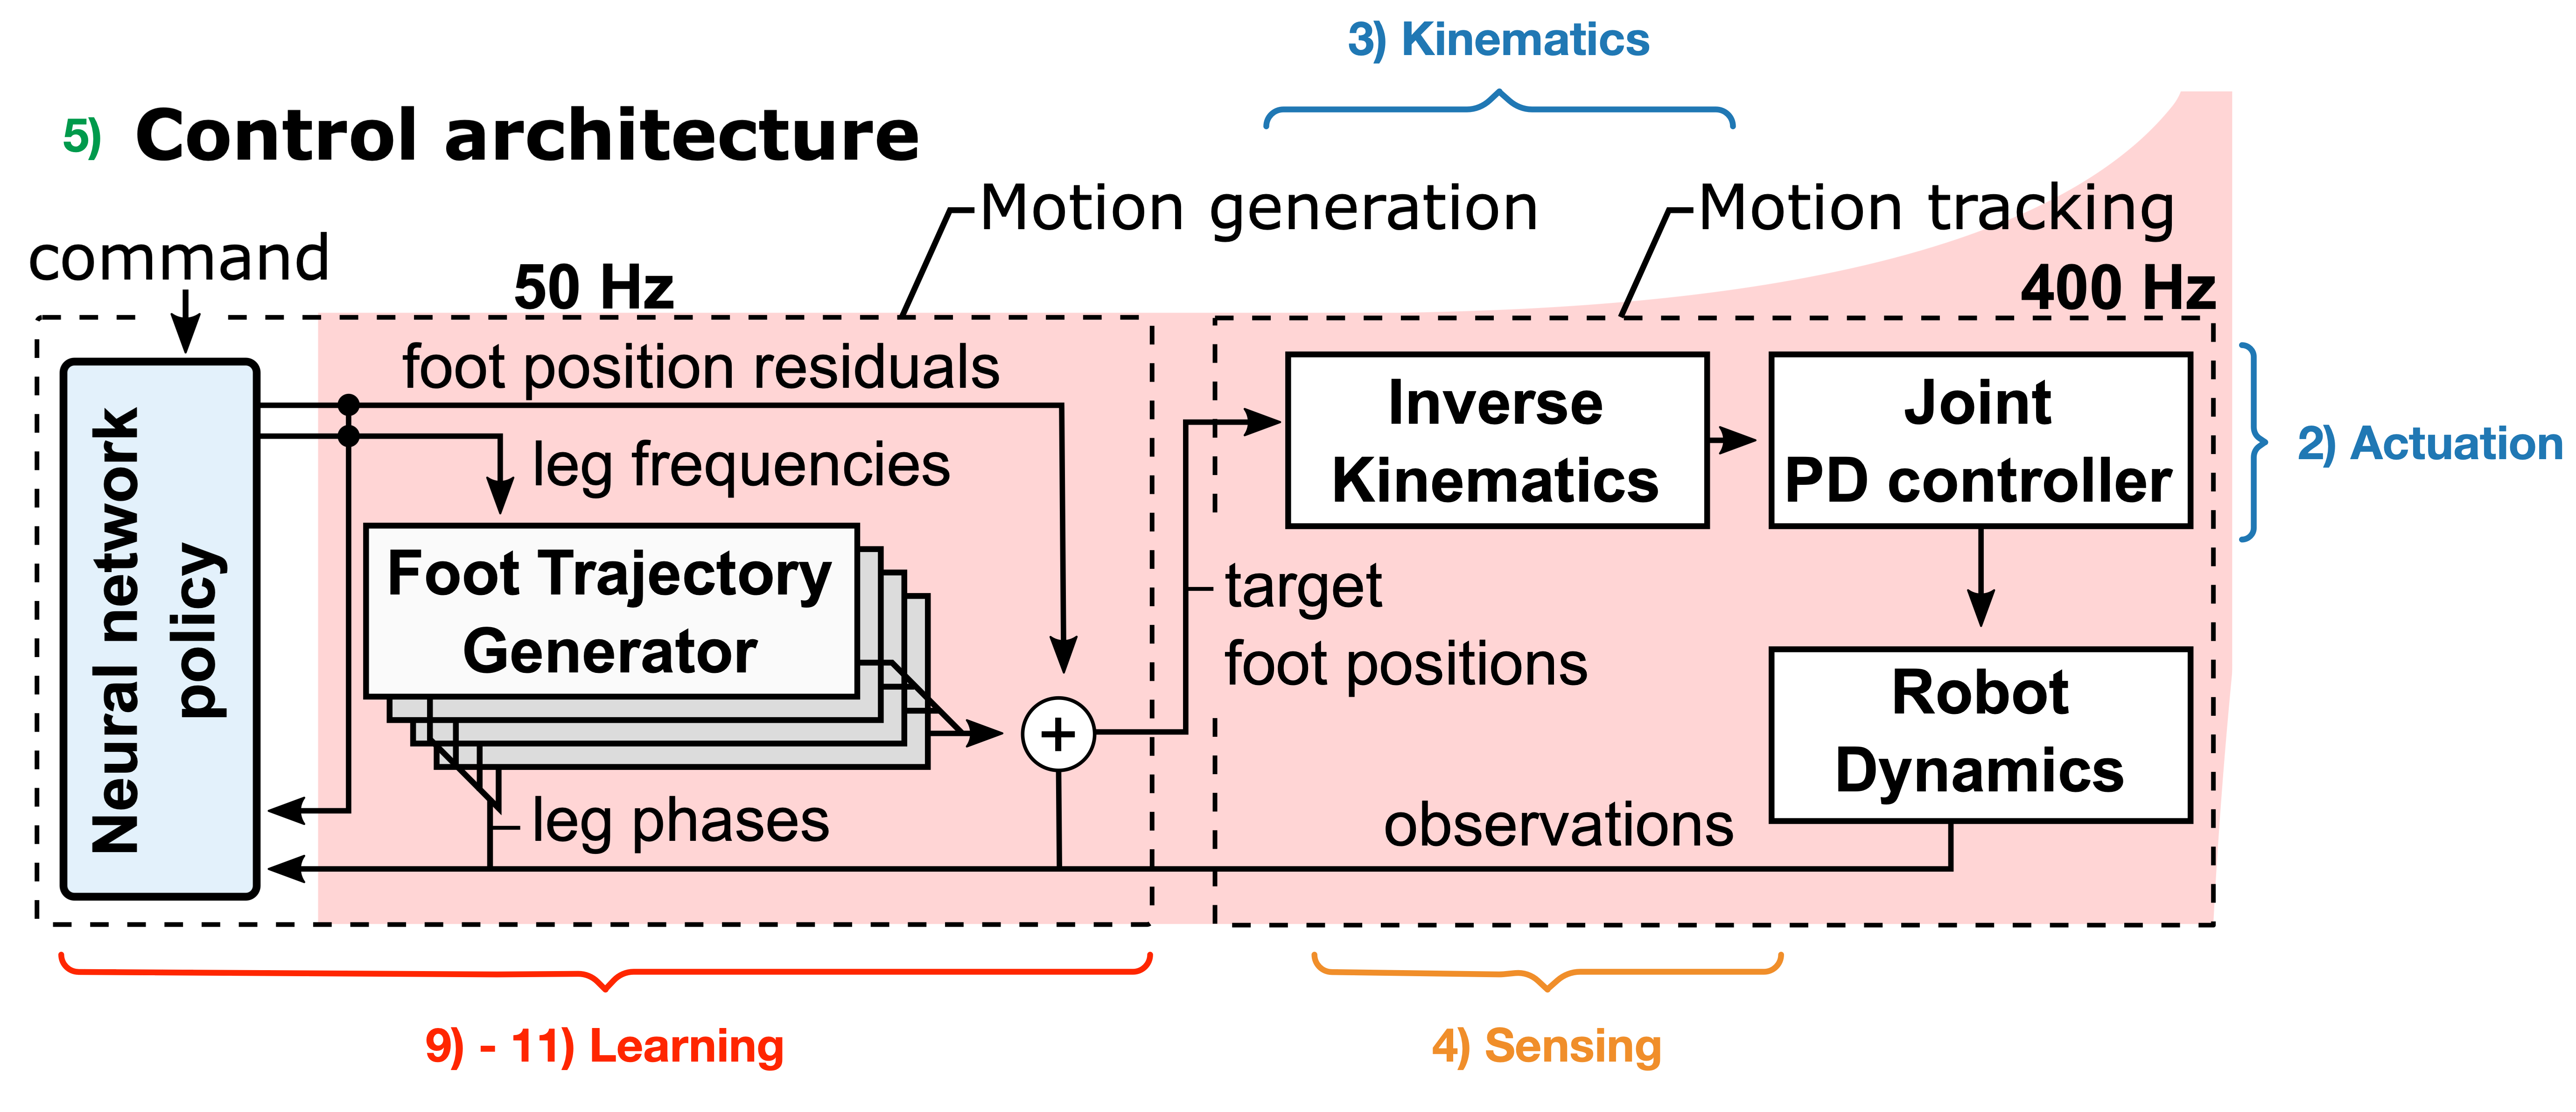 3) Kinematics
5) Control architecture
Motion generation
Motion tracking
command
50 Hz
400 Hz
foot position residuals
leg frequencies
Neural network
policy
Foot Trajectory
Generator
+
leg phases
target
foot positions
Inverse
Kinematics
Joint
PD controller
2) Actuation
Robot
Dynamics
observations
9) - 11) Learning
4) Sensing